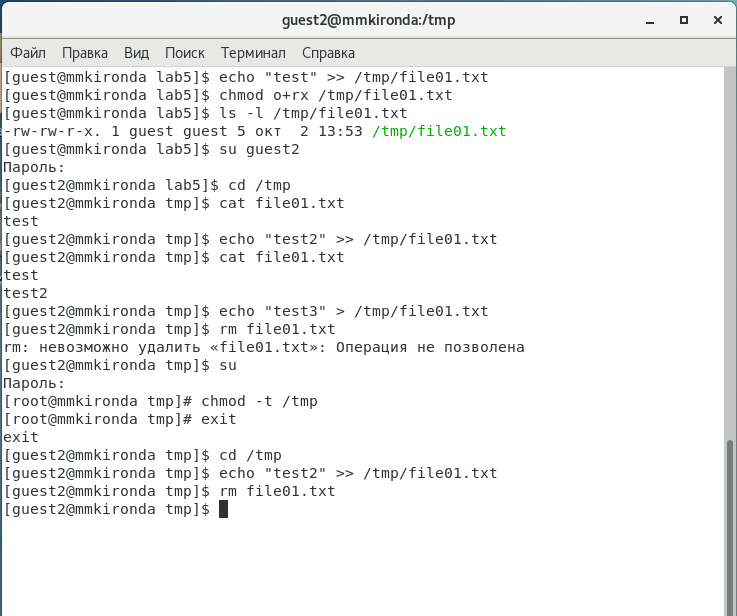 guest2@mmkironda:/tmp
Файл Правка Вид Поиск Терминал Справка
[guest@mmkironda lab5]$ echo "test" >> /tmp/file01.txt
[guest@mmkironda lab5]$ chmod o+rx /tmp/file01.txt
[guest@mmkironda lab5]$ ls -l /tmp/file01.txt
-rw-rw-r-x. 1 guest guest 5 окт  2 13:53 /tmp/file01.txt
[guest@mmkironda lab5]$ su guest2
Пароль:
[guest2@mmkironda lab5]$ cd /tmp
[guest2@mmkironda tmp]$ cat file01.txt
test
[guest2@mmkironda tmp]$ echo "test2" >> /tmp/file01.txt
[guest2@mmkironda tmp]$ cat file01.txt
test
test2
[guest2@mmkironda tmp]$ echo "test3" > /tmp/file01.txt
[guest2@mmkironda tmp]$ rm file01.txt
rm: невозможно удалить «file01.txt»: Операция не позволена
[guest2@mmkironda tmp]$ su
Пароль:
[root@mmkironda tmp]# chmod -t /tmp
[root@mmkironda tmp]# exit
exit
[guest2@mmkironda tmp]$ cd /tmp
[guest2@mmkironda tmp]$ echo "test2" >> /tmp/file01.txt
[guest2@mmkironda tmp]$ rm file01.txt
[guest2@mmkironda tmp]$